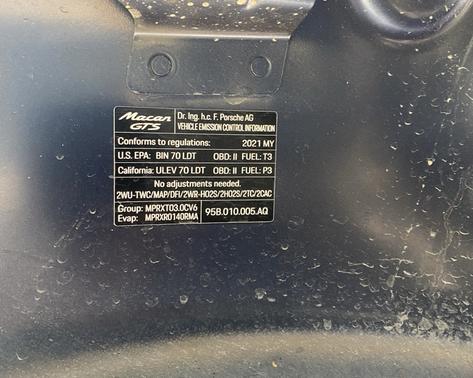 Macan GTS
Dr. Ing. h.c. F. Porsche AG
VEHICLE EMISSION CONTROL INFORMATION
Conforms to regulations: 2021 MY
U.S. EPA: BIN 70 LDT OBD: II FUEL: T3
California: ULEV 70 LDT OBD: II FUEL: P3
No adjustments needed.
2WU-TWC/MAP/DFI/2WR-HO2S/2HO2S/2TC/2CAC
Group: MPRXT03.0CV6
Evap: MPRXR0140RMA
95B.010.005.AQ